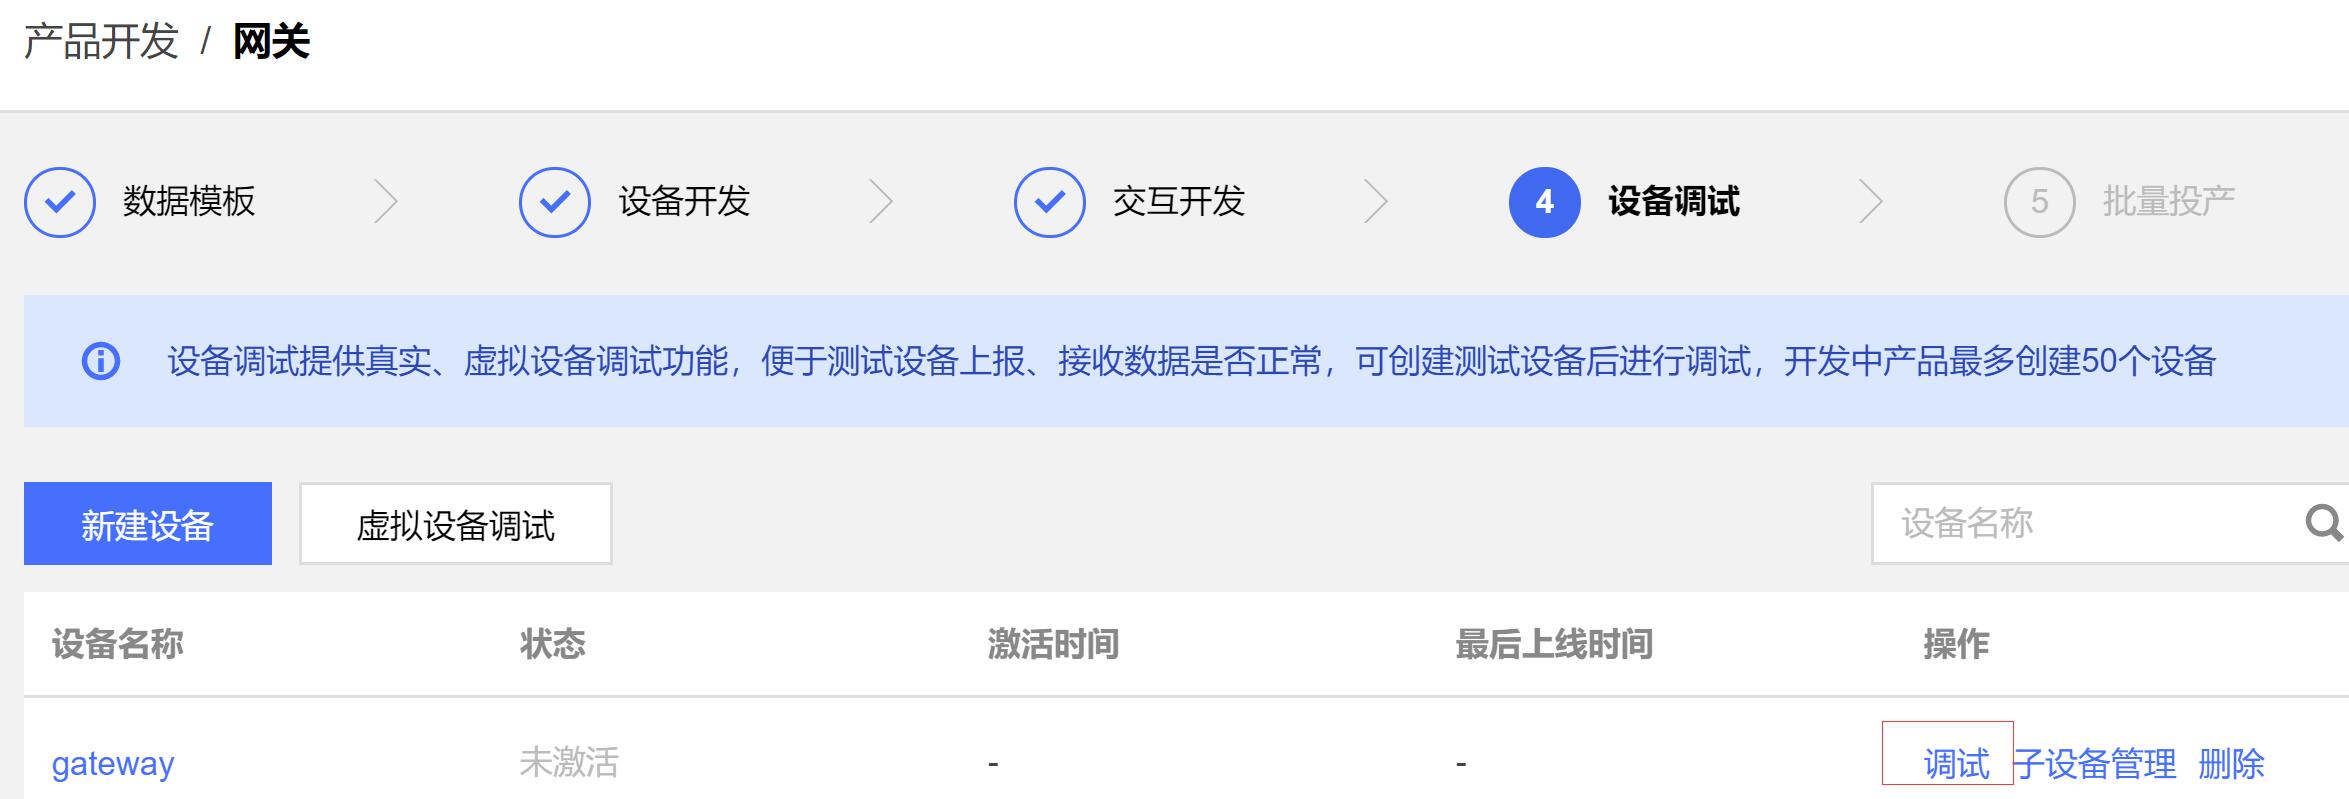 产品开发 / 网关
数据模板 设备开发 交互开发 4 设备调试 5 批量投产
设备调试提供真实、虚拟设备调试功能，便于测试设备上报、接收数据是否正常，可创建测试设备后进行调试，开发中产品最多创建50个设备
新建设备 虚拟设备调试 设备名称
设备名称 状态 激活时间 最后上线时间 操作
gateway 未激活 - - 调试 子设备管理 删除